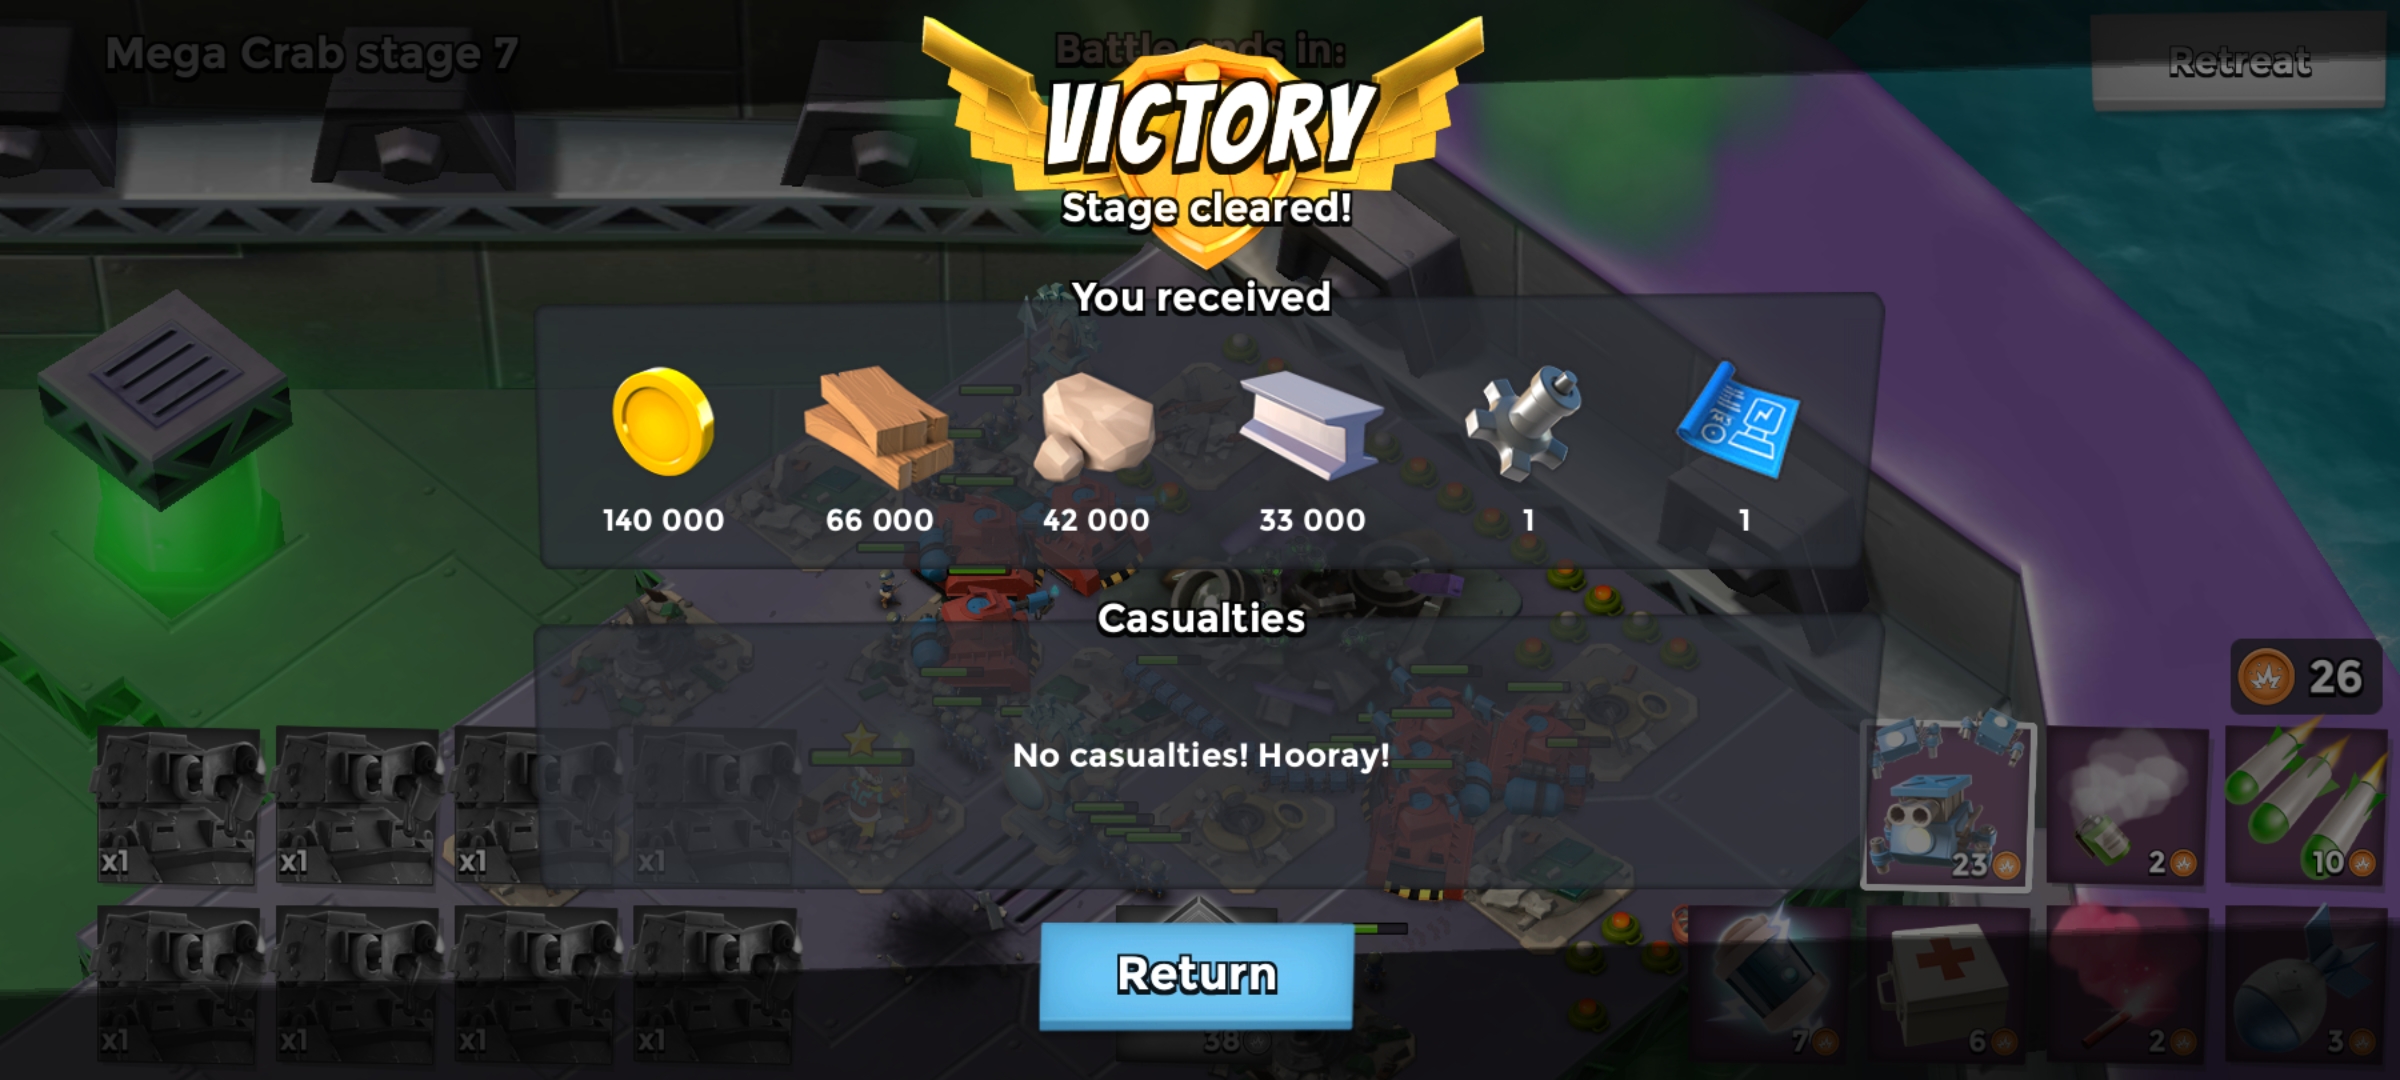 Mega Crab stage 7
Battle ends in:
Retreat
VICTORY
Stage cleared!
You received
140 000
66 000
42 000
33 000
1
1
Casualties
No casualties! Hooray!
26
x1
x1
x1
x1
23
2
10
x1
x1
x1
x1
Return
38
7
6
2
3